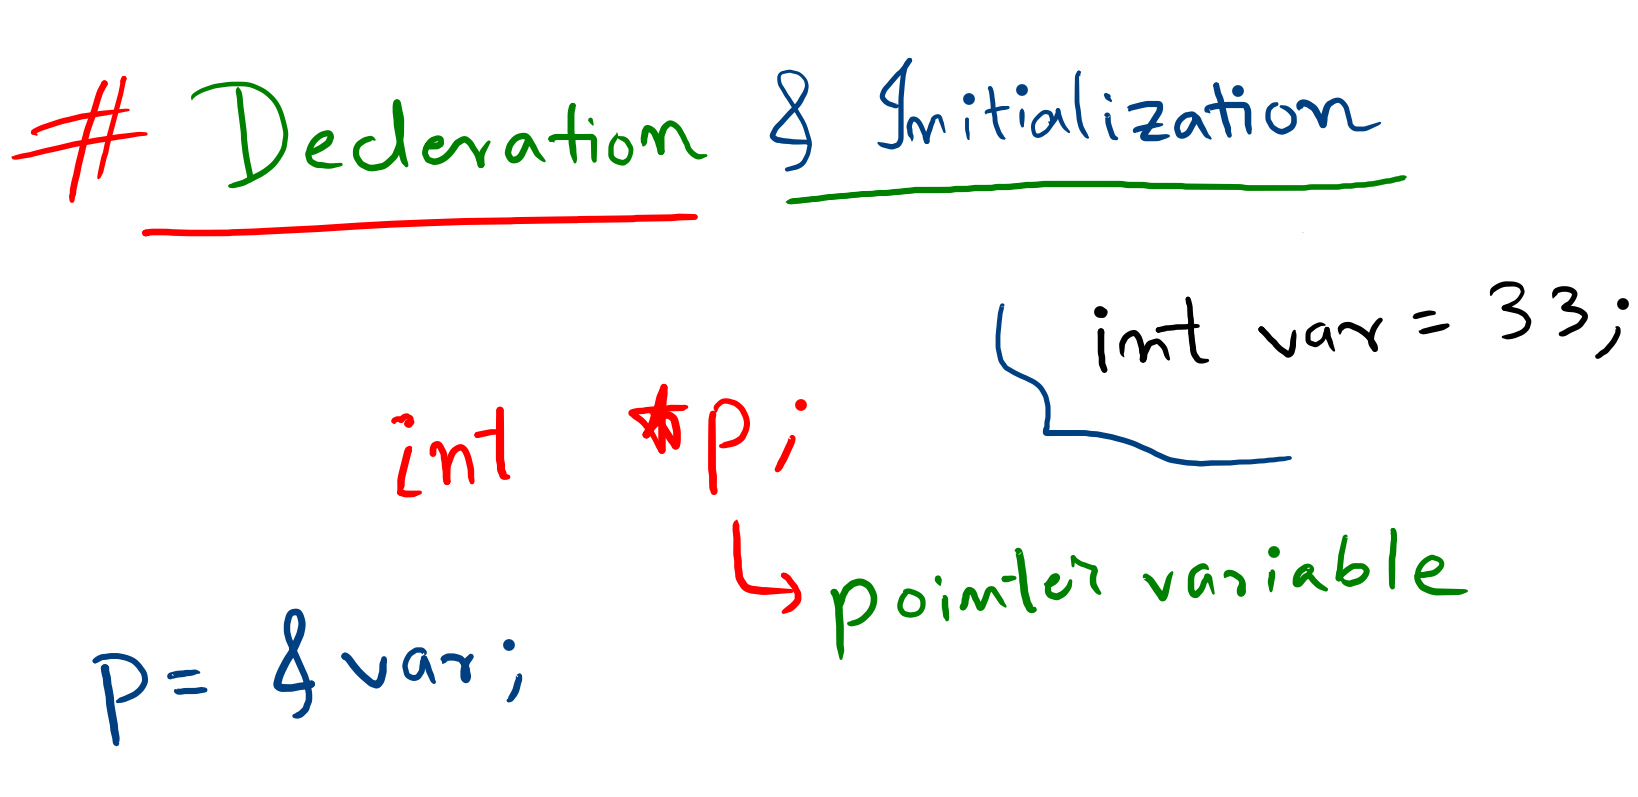 # Decleration & Initialization
int var = 33;
int *p;
pointer variable
p= &var;